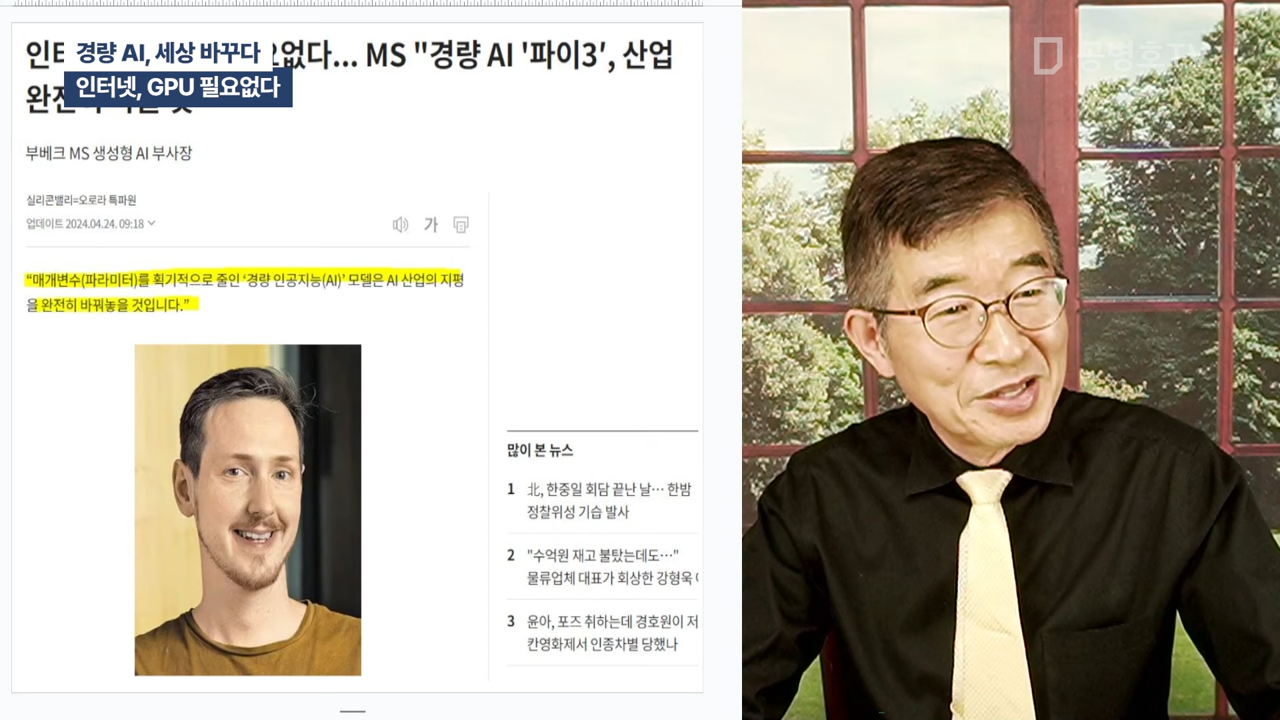 경량 AI, 세상 바꾸다
인터넷, GPU 필요없다
없다... MS "경량 AI '파이3', 산업
부베크 MS 생성형 AI 부사장
실리콘밸리=오로라 특파원
업데이트 2024.04.24. 09:18
가
“매개변수(파라미터)를 획기적으로 줄인 ‘경량 인공지능(AI)’ 모델은 AI 산업의 지평
을 완전히 바꿔놓을 것입니다.”
많이 본 뉴스
1 北, 한중일 회담 끝난 날… 한밤
정찰위성 기습 발사
2 "수억원 재고 불탔는데도…"
물류업체 대표가 회상한 강형욱
3 윤아, 포즈 취하는데 경호원이 저
칸영화제서 인종차별 당했나
공병호TV